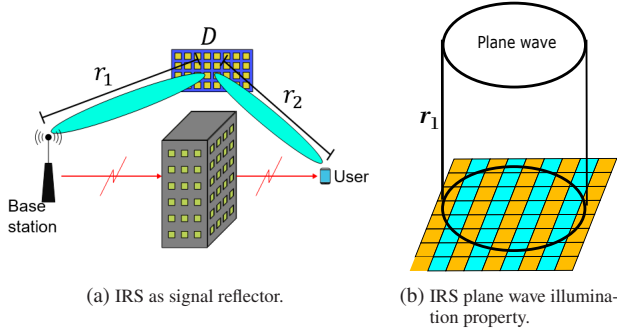 D
r₁
r₂
Base
station
User
(a) IRS as signal reflector.
Plane wave
r₁
(b) IRS plane wave illumina-
tion property.